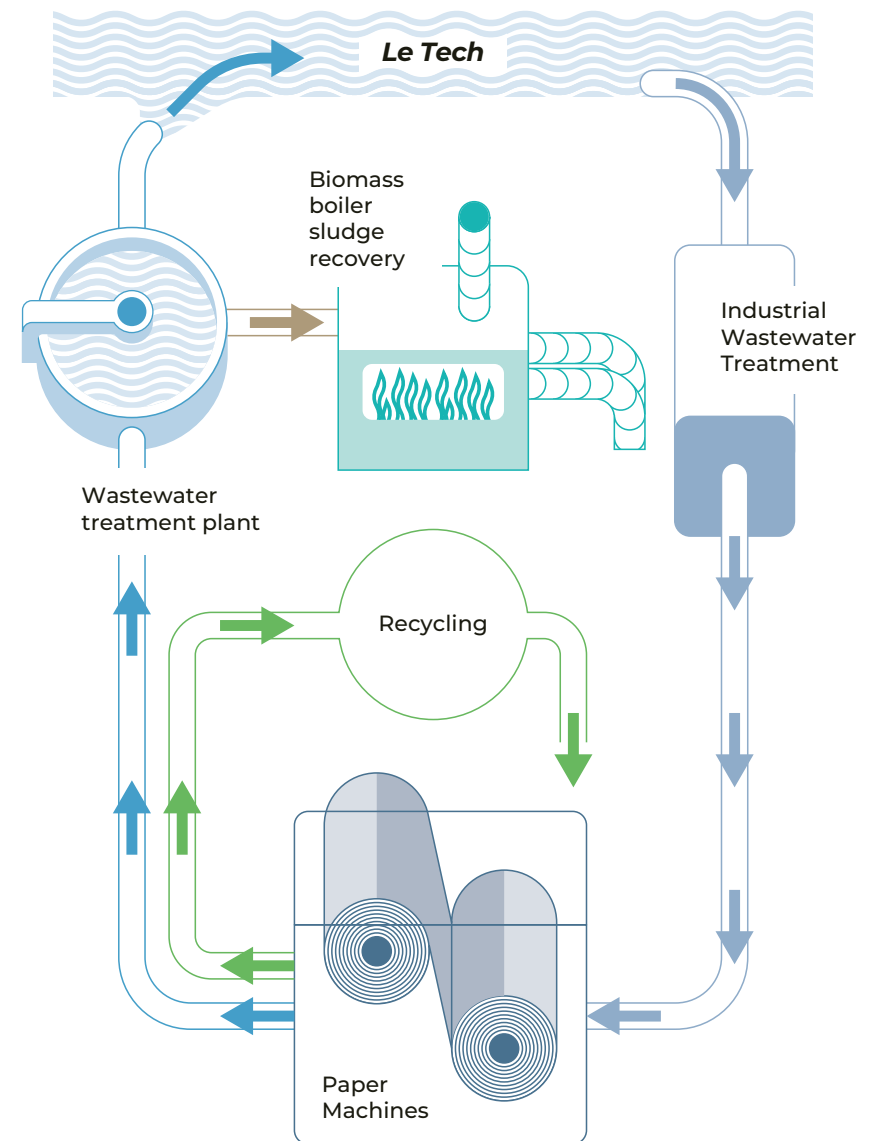 Le Tech
Biomass
boiler
sludge
recovery
Industrial
Wastewater
Treatment
Wastewater
treatment plant
Recycling
Paper
Machines